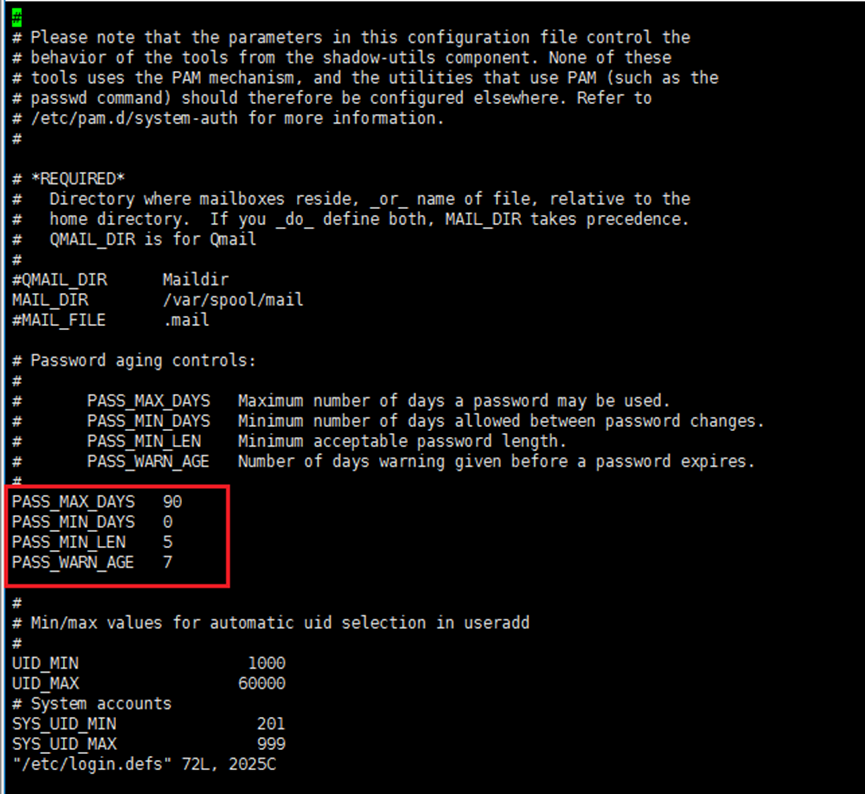 #
# Please note that the parameters in this configuration file control the
# behavior of the tools from the shadow-utils component. None of these
# tools uses the PAM mechanism, and the utilities that use PAM (such as the
# passwd command) should therefore be configured elsewhere. Refer to
# /etc/pam.d/system-auth for more information.
#

# *REQUIRED*
#   Directory where mailboxes reside, _or_ name of file, relative to the
#   home directory.  If you _do_ define both, MAIL_DIR takes precedence.
#   QMAIL_DIR is for Qmail
#
#QMAIL_DIR      Maildir
MAIL_DIR        /var/spool/mail
#MAIL_FILE      .mail

# Password aging controls:
#
#       PASS_MAX_DAYS   Maximum number of days a password may be used.
#       PASS_MIN_DAYS   Minimum number of days allowed between password changes.
#       PASS_MIN_LEN    Minimum acceptable password length.
#       PASS_WARN_AGE   Number of days warning given before a password expires.
#
PASS_MAX_DAYS   90
PASS_MIN_DAYS   0
PASS_MIN_LEN    5
PASS_WARN_AGE   7

#
# Min/max values for automatic uid selection in useradd
#
UID_MIN                  1000
UID_MAX                 60000
# System accounts
SYS_UID_MIN               201
SYS_UID_MAX               999
"/etc/login.defs" 72L, 2025C